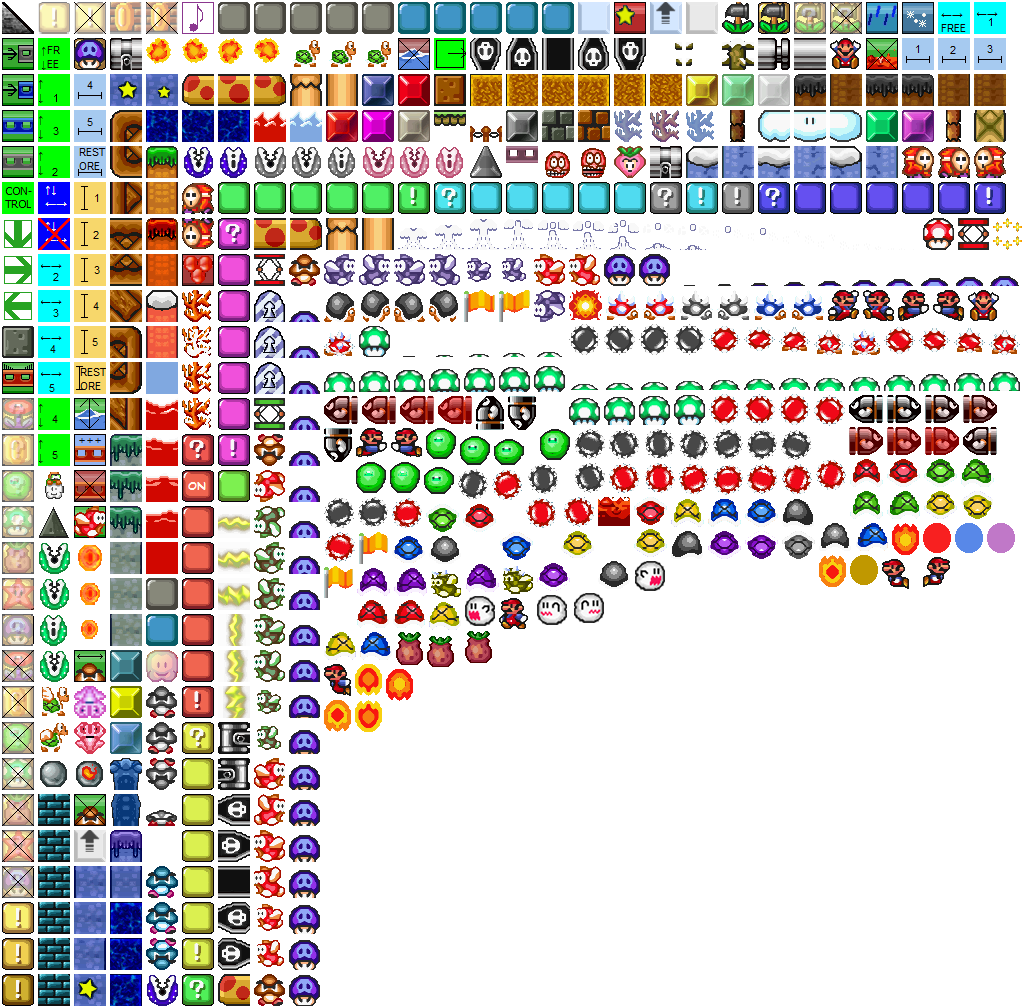 ! !
FREE
1
↑FR
↓EE
1 2 3
1 4
3 5
2 REST
ORE
CON-
TROL
1 ! ? ? ! ! ? !
2 ?
2 3
3 4
4 5
5 REST
ORE
4
5 ? !
ON
!
?
!
! !
! ?